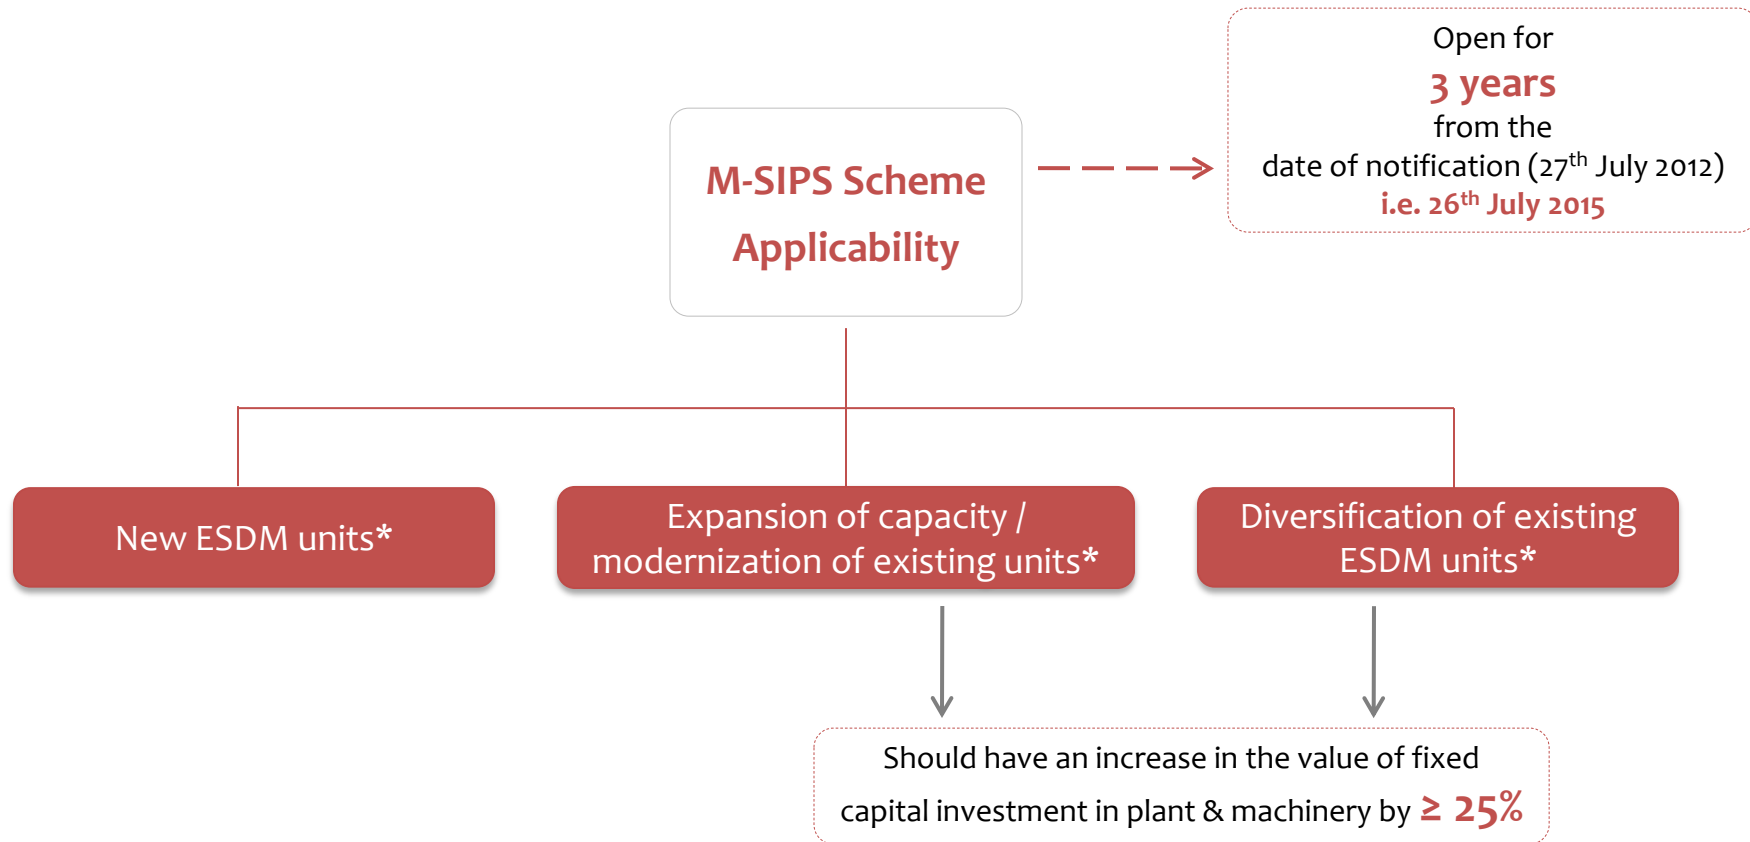 Open for
3 years
from the
date of notification (27th July 2012)
i.e. 26th July 2015
M-SIPS Scheme
Applicability
New ESDM units*
Expansion of capacity /
modernization of existing units*
Diversification of existing
ESDM units*
Should have an increase in the value of fixed
capital investment in plant & machinery by ≥ 25%